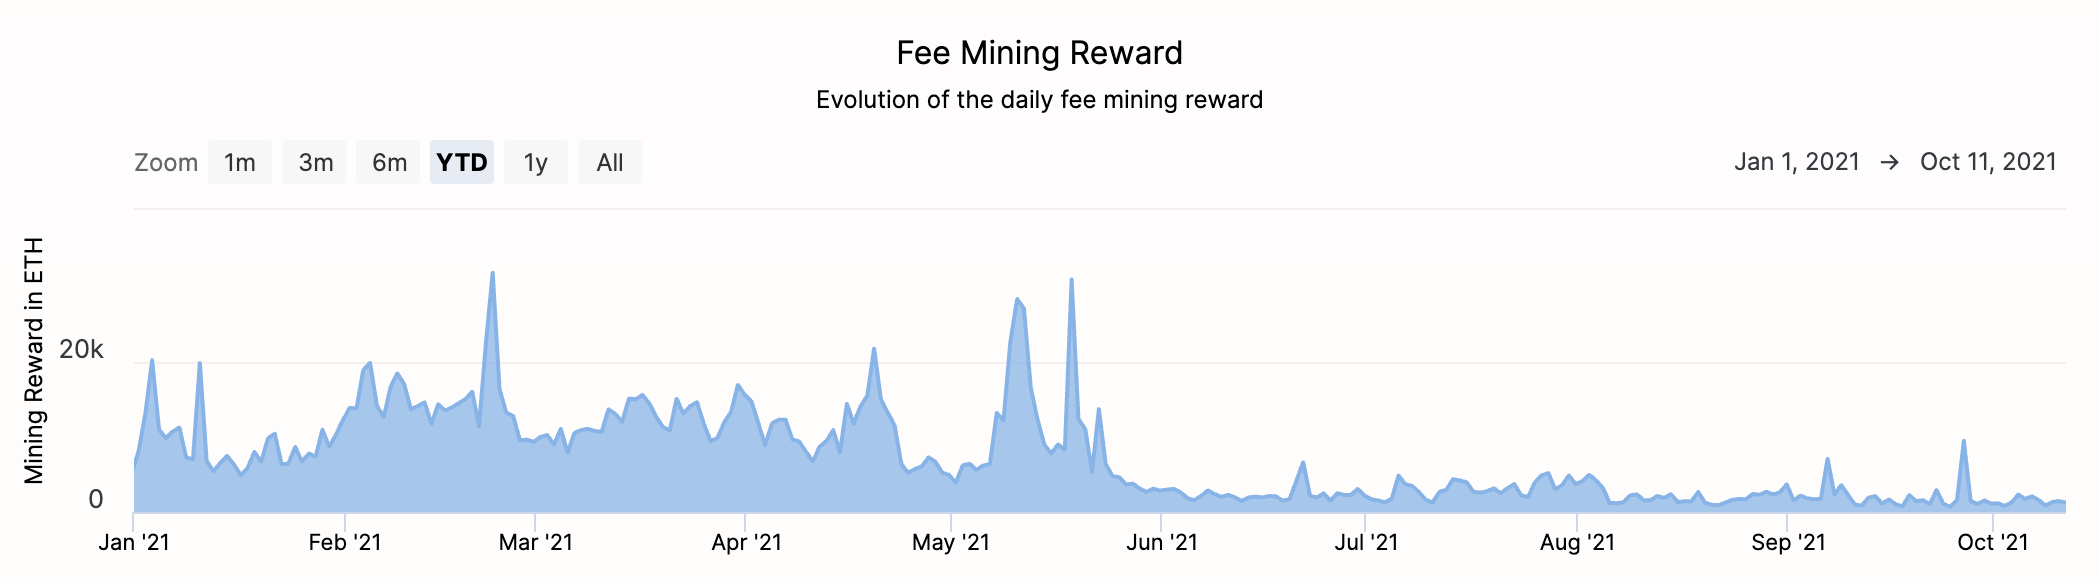 Fee Mining Reward
Evolution of the daily fee mining reward
Zoom 1m 3m 6m YTD 1y All Jan 1, 2021 → Oct 11, 2021
Mining Reward in ETH
20k
0
Jan '21 Feb '21 Mar '21 Apr '21 May '21 Jun '21 Jul '21 Aug '21 Sep '21 Oct '21